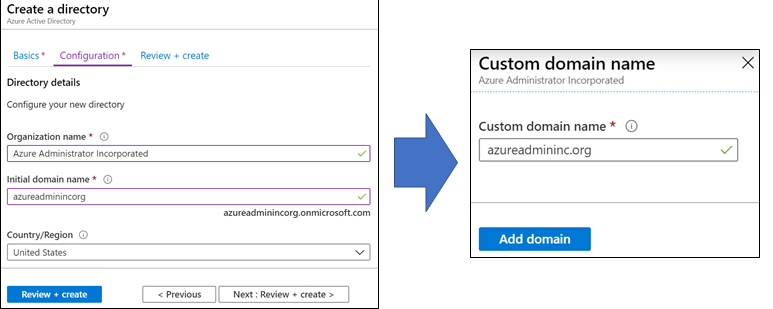 Create a directory
Azure Active Directory
Basics * Configuration * Review + create
Directory details
Configure your new directory
Organization name *
Azure Administrator Incorporated
Initial domain name *
azureadminincorg
azureadminincorg.onmicrosoft.com
Country/Region
United States
Review + create < Previous Next : Review + create >
Custom domain name
Azure Administrator Incorporated
Custom domain name *
azureadmininc.org
Add domain